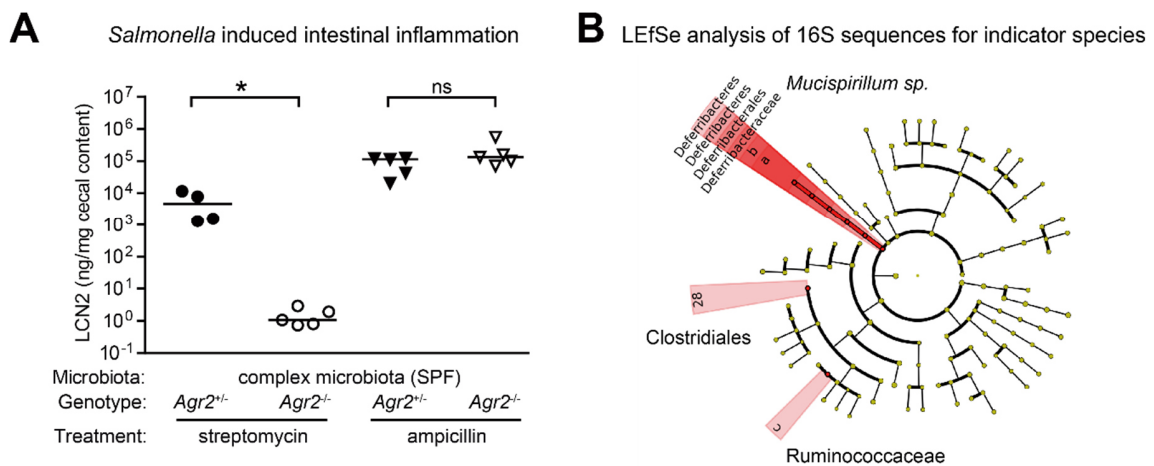 A
Salmonella induced intestinal inflammation
LCN2 (ng/mg cecal content)
10^7
10^6
10^5
10^4
10^3
10^2
10^1
10^0
10^-1
*
ns
Microbiota: complex microbiota (SPF)
Genotype: Agr2+/- Agr2-/- Agr2+/- Agr2-/-
Treatment: streptomycin ampicillin
B
LEfSe analysis of 16S sequences for indicator species
Mucispirillum sp.
Deferribacteres
Deferribacteres
Deferribacterales
Deferribacteraceae
b
a
28
Clostridiales
c
Ruminococcaceae